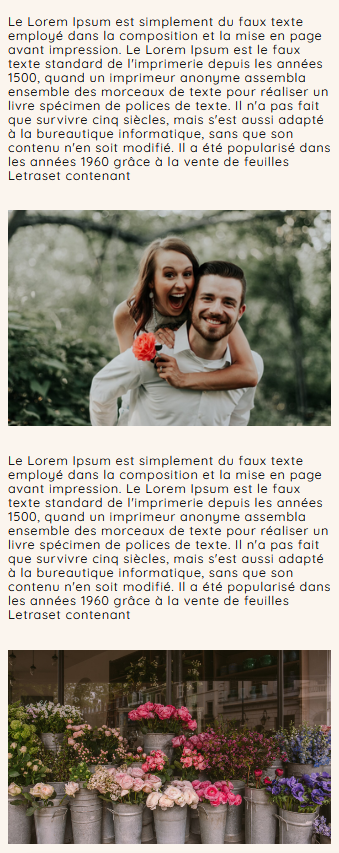 Le Lorem Ipsum est simplement du faux texte
employé dans la composition et la mise en page
avant impression. Le Lorem Ipsum est le faux
texte standard de l'imprimerie depuis les années
1500, quand un imprimeur anonyme assembla
ensemble des morceaux de texte pour réaliser un
livre spécimen de polices de texte. Il n'a pas fait
que survivre cinq siècles, mais s'est aussi adapté
à la bureautique informatique, sans que son
contenu n'en soit modifié. Il a été popularisé dans
les années 1960 grâce à la vente de feuilles
Letraset contenant
Le Lorem Ipsum est simplement du faux texte
employé dans la composition et la mise en page
avant impression. Le Lorem Ipsum est le faux
texte standard de l'imprimerie depuis les années
1500, quand un imprimeur anonyme assembla
ensemble des morceaux de texte pour réaliser un
livre spécimen de polices de texte. Il n'a pas fait
que survivre cinq siècles, mais s'est aussi adapté
à la bureautique informatique, sans que son
contenu n'en soit modifié. Il a été popularisé dans
les années 1960 grâce à la vente de feuilles
Letraset contenant